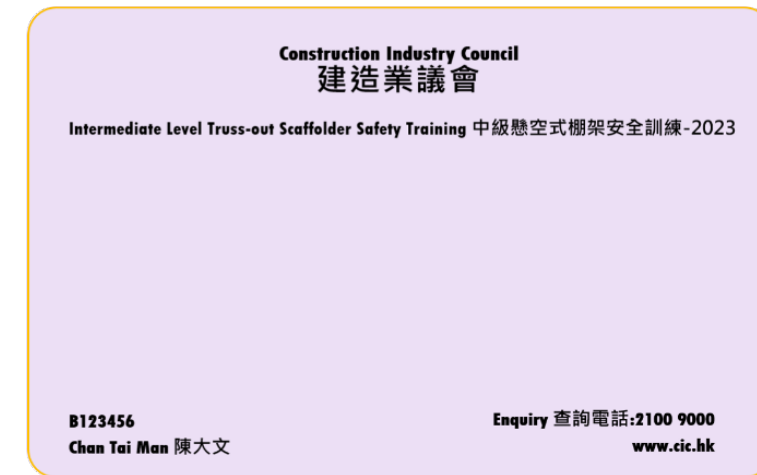 Construction Industry Council
建造業議會
Intermediate Level Truss-out Scaffolder Safety Training 中級懸空式棚架安全訓練-2023
B123456
Chan Tai Man 陳大文
Enquiry 查詢電話:2100 9000
www.cic.hk